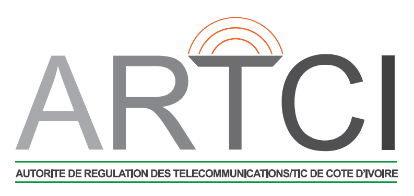 ARTCI
AUTORITE DE REGULATION DES TELECOMMUNICATIONS/TIC DE COTE D'IVOIRE